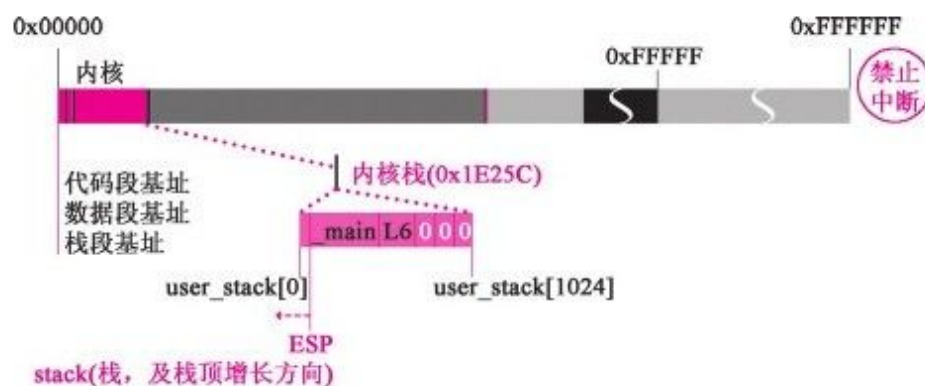 0x00000
0xFFFFFF
0xFFFFF
内核
禁止
中断
内核栈(0x1E25C)
代码段基址
数据段基址
栈段基址
_main L6 0 0 0
user_stack[0]
user_stack[1024]
ESP
stack(栈，及栈顶增长方向)